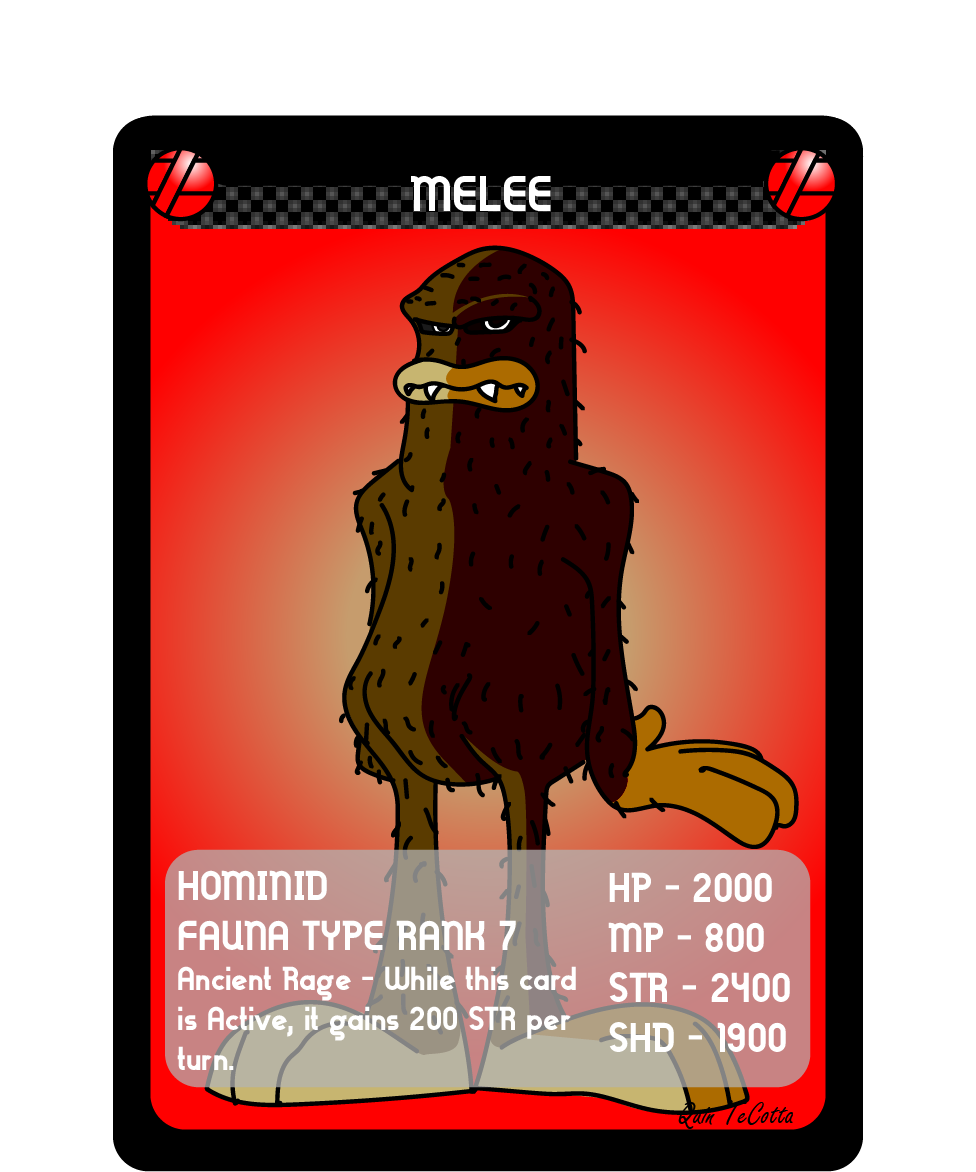 MELEE
HOMINID
FAUNA TYPE RANK 7
Ancient Rage - While this card
is Active, it gains 200 STR per
turn.
HP - 2000
MP - 800
STR - 2400
SHD - 1900
Quin TeCotta